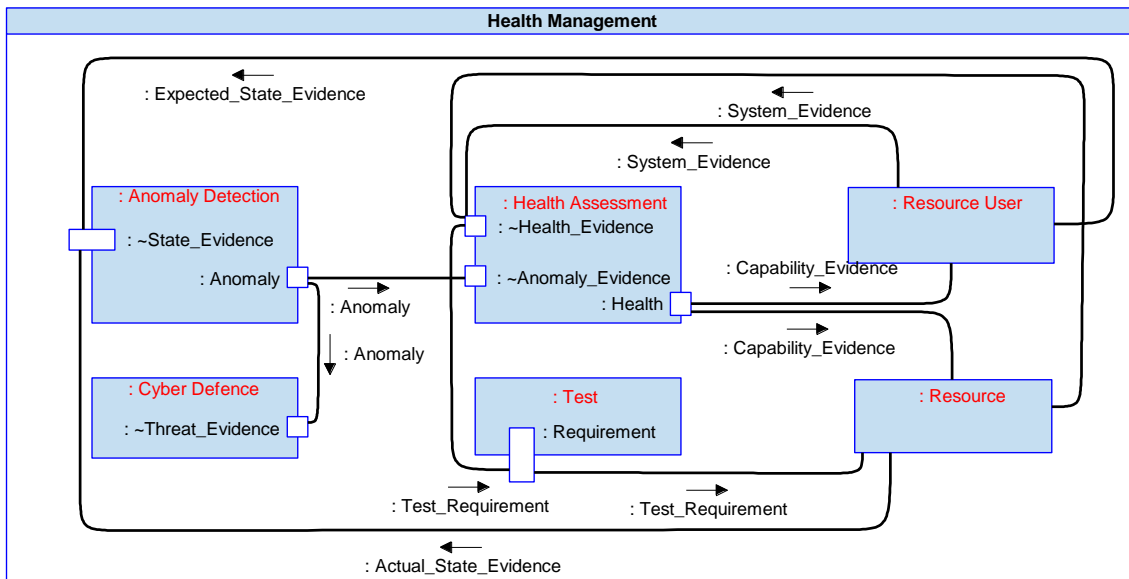 Health Management
: Expected_State_Evidence
: System_Evidence
: System_Evidence
: Anomaly Detection
: ~State_Evidence
: Anomaly
: Health Assessment
: ~Health_Evidence
: ~Anomaly_Evidence
: Health
: Resource User
: Capability_Evidence
: Anomaly
: Capability_Evidence
: Anomaly
: Cyber Defence
: ~Threat_Evidence
: Test
: Requirement
: Resource
: Test_Requirement
: Test_Requirement
: Actual_State_Evidence